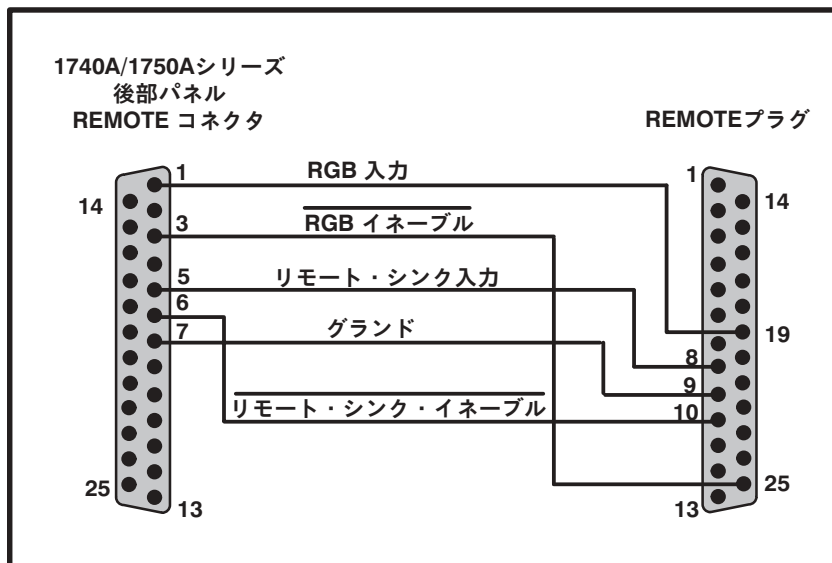 1740A/1750Aシリーズ
後部パネル
REMOTE コネクタ
REMOTEプラグ
1
RGB 入力
1
14
14
3
RGB イネーブル
5
リモート・シンク入力
6
7
グランド
19
8
9
リモート・シンク・イネーブル
10
25
25
13
13